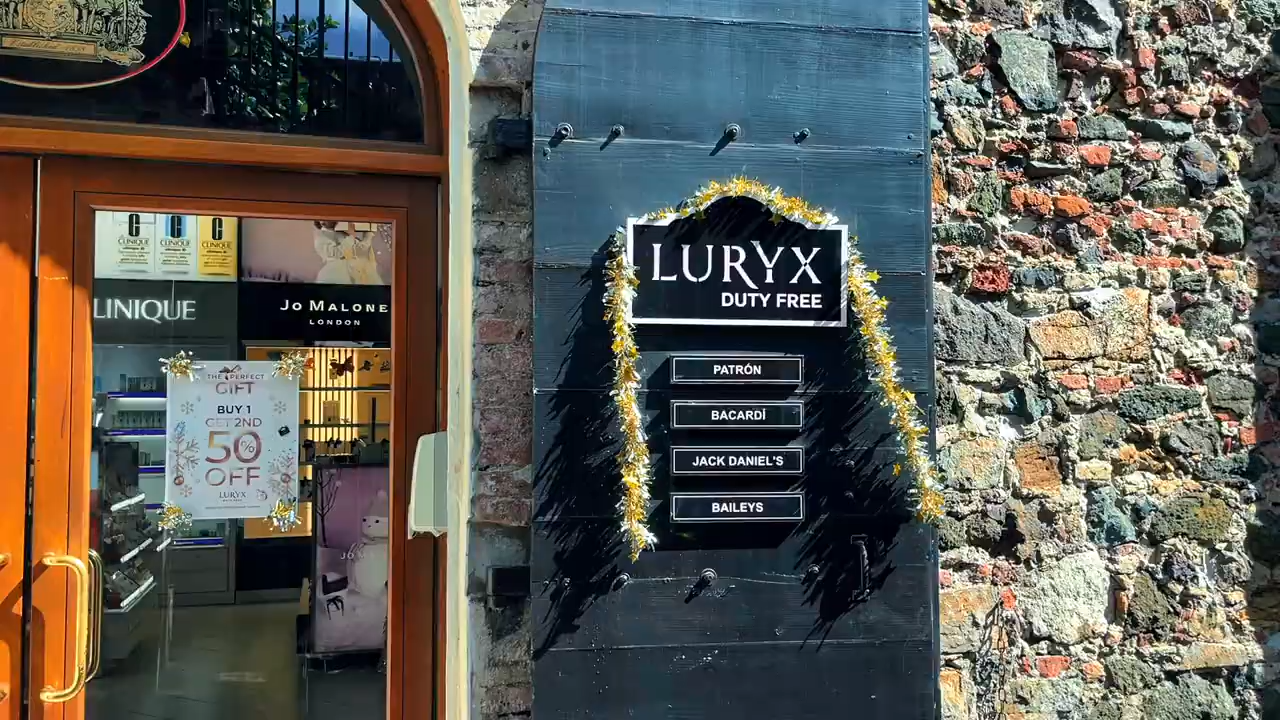 CLINIQUE
CLINIQUE
CLINIQUE
LINIQUE
JO MALONE
LONDON
THE PERFECT
GIFT
BUY 1
GET 2ND
50%
OFF
LURYX
LURYX
DUTY FREE
PATRÓN
BACARDÍ
JACK DANIEL'S
BAILEYS